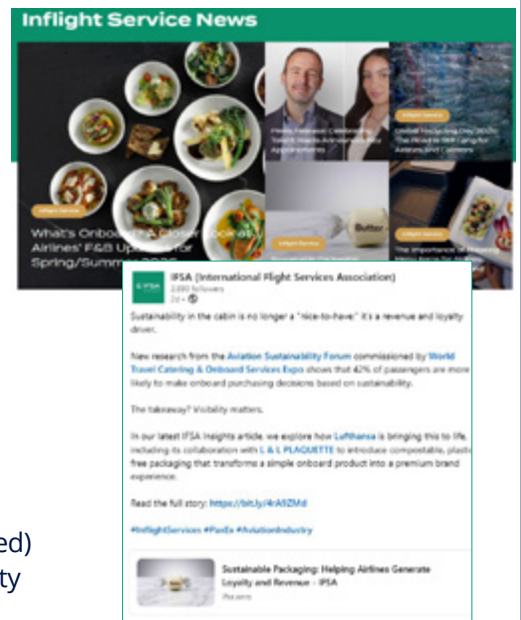 Inflight Service News
Inflight Service
Inflight Service
What's Onboard? A Closer Look at
Airlines' F&B Updates for
Spring/Summer
Inflight Service
Butter
Inflight Service
The Importance of
IFSA (International Flight Services Association)
followers
2d
Sustainability in the cabin is no longer a "nice-to-have:" it's a revenue and loyalty
driver.
New research from the Aviation Sustainability Forum commissioned by World
Travel Catering & Onboard Services Expo shows that 42% of passengers are more
likely to make onboard purchasing decisions based on sustainability.
The takeaway? Visibility matters.
In our latest IFSA Insights article, we explore how Lufthansa is bringing this to life,
including its collaboration with L & L PLAQUETTE to introduce compostable, plastic
free packaging that transforms a simple onboard product into a premium brand
experience.
Read the full story:
#InflightServices #PaxEx #AviationIndustry
Sustainable Packaging: Helping Airlines Generate
Loyalty and Revenue - IFSA
ed)
ty